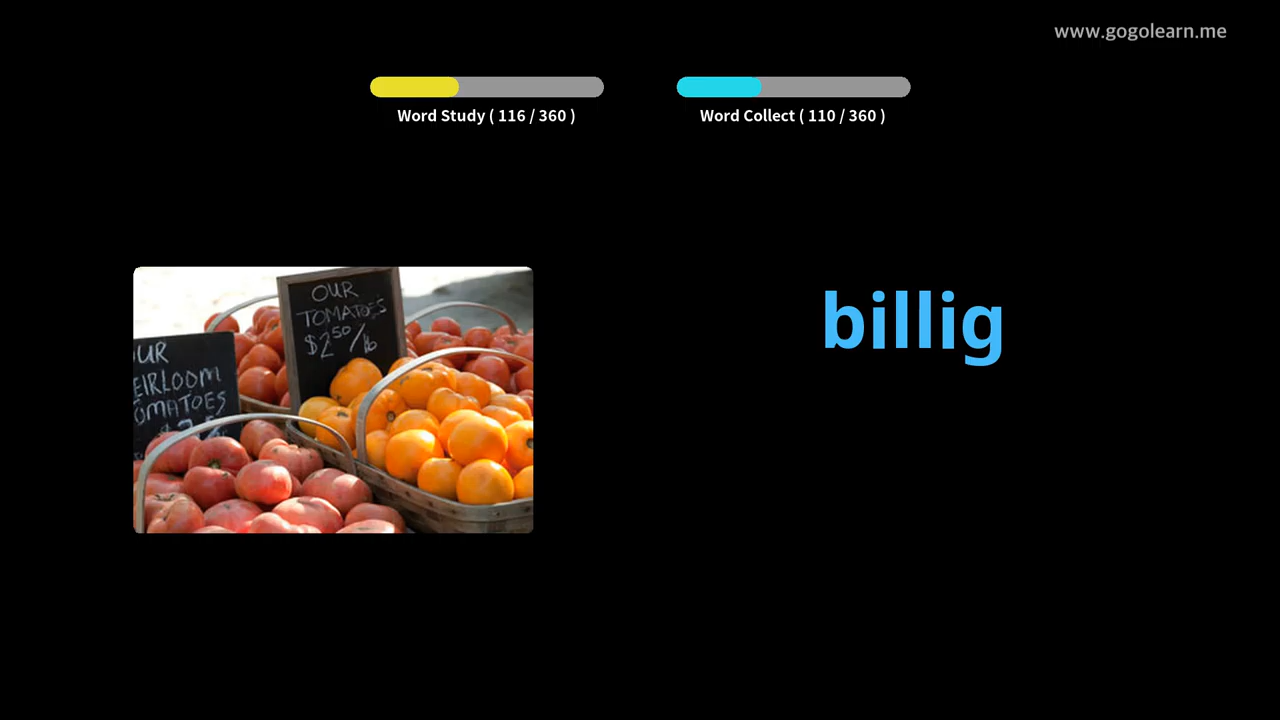 www.gogolearn.me
Word Study ( 116 / 360 )
Word Collect ( 110 / 360 )
OUR
TOMATOES
$2.50/lb
UR
EIRLOOM
OMATOES
billig